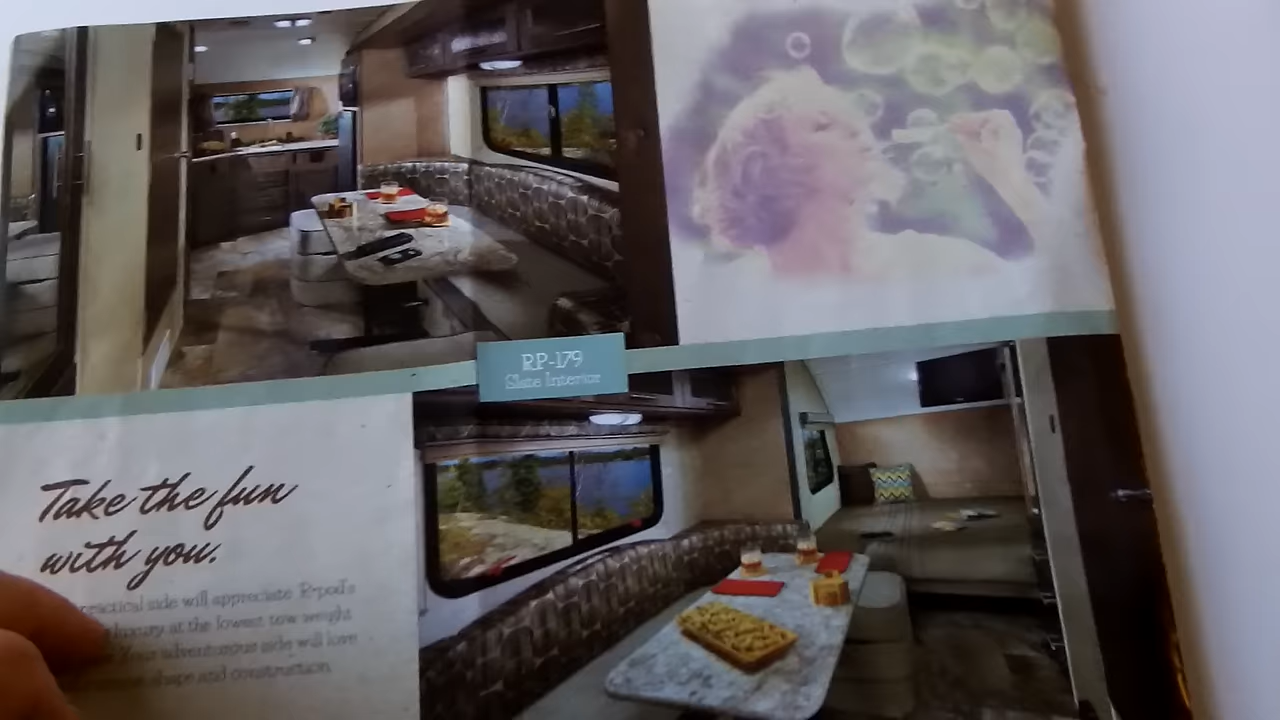 RP-179
Slate Interior
Take the fun
with you.
practical side will appreciate R-pod's
luxury at the lowest tow weight
Your adventurous side will love
shape and construction.